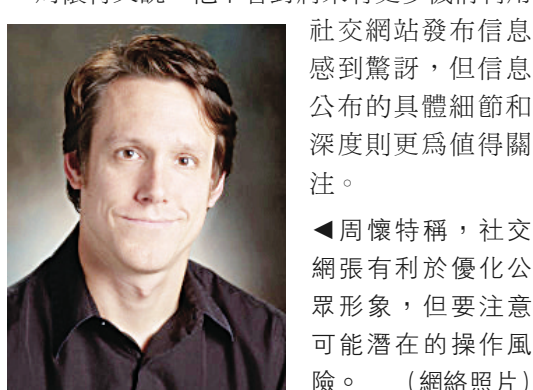 社交網站發布信息
感到驚訝，但信息
公布的具體細節和
深度則更爲值得關
注。
◀周懷特稱，社交
網張有利於優化公
眾形象，但要注意
可能潛在的操作風
險。　（網絡照片）